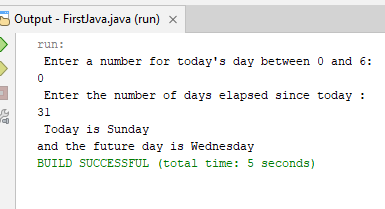 Output - FirstJava.java (run) ×
run:
Enter a number for today's day between 0 and 6:
0
Enter the number of days elapsed since today :
31
Today is Sunday
and the future day is Wednesday
BUILD SUCCESSFUL (total time: 5 seconds)